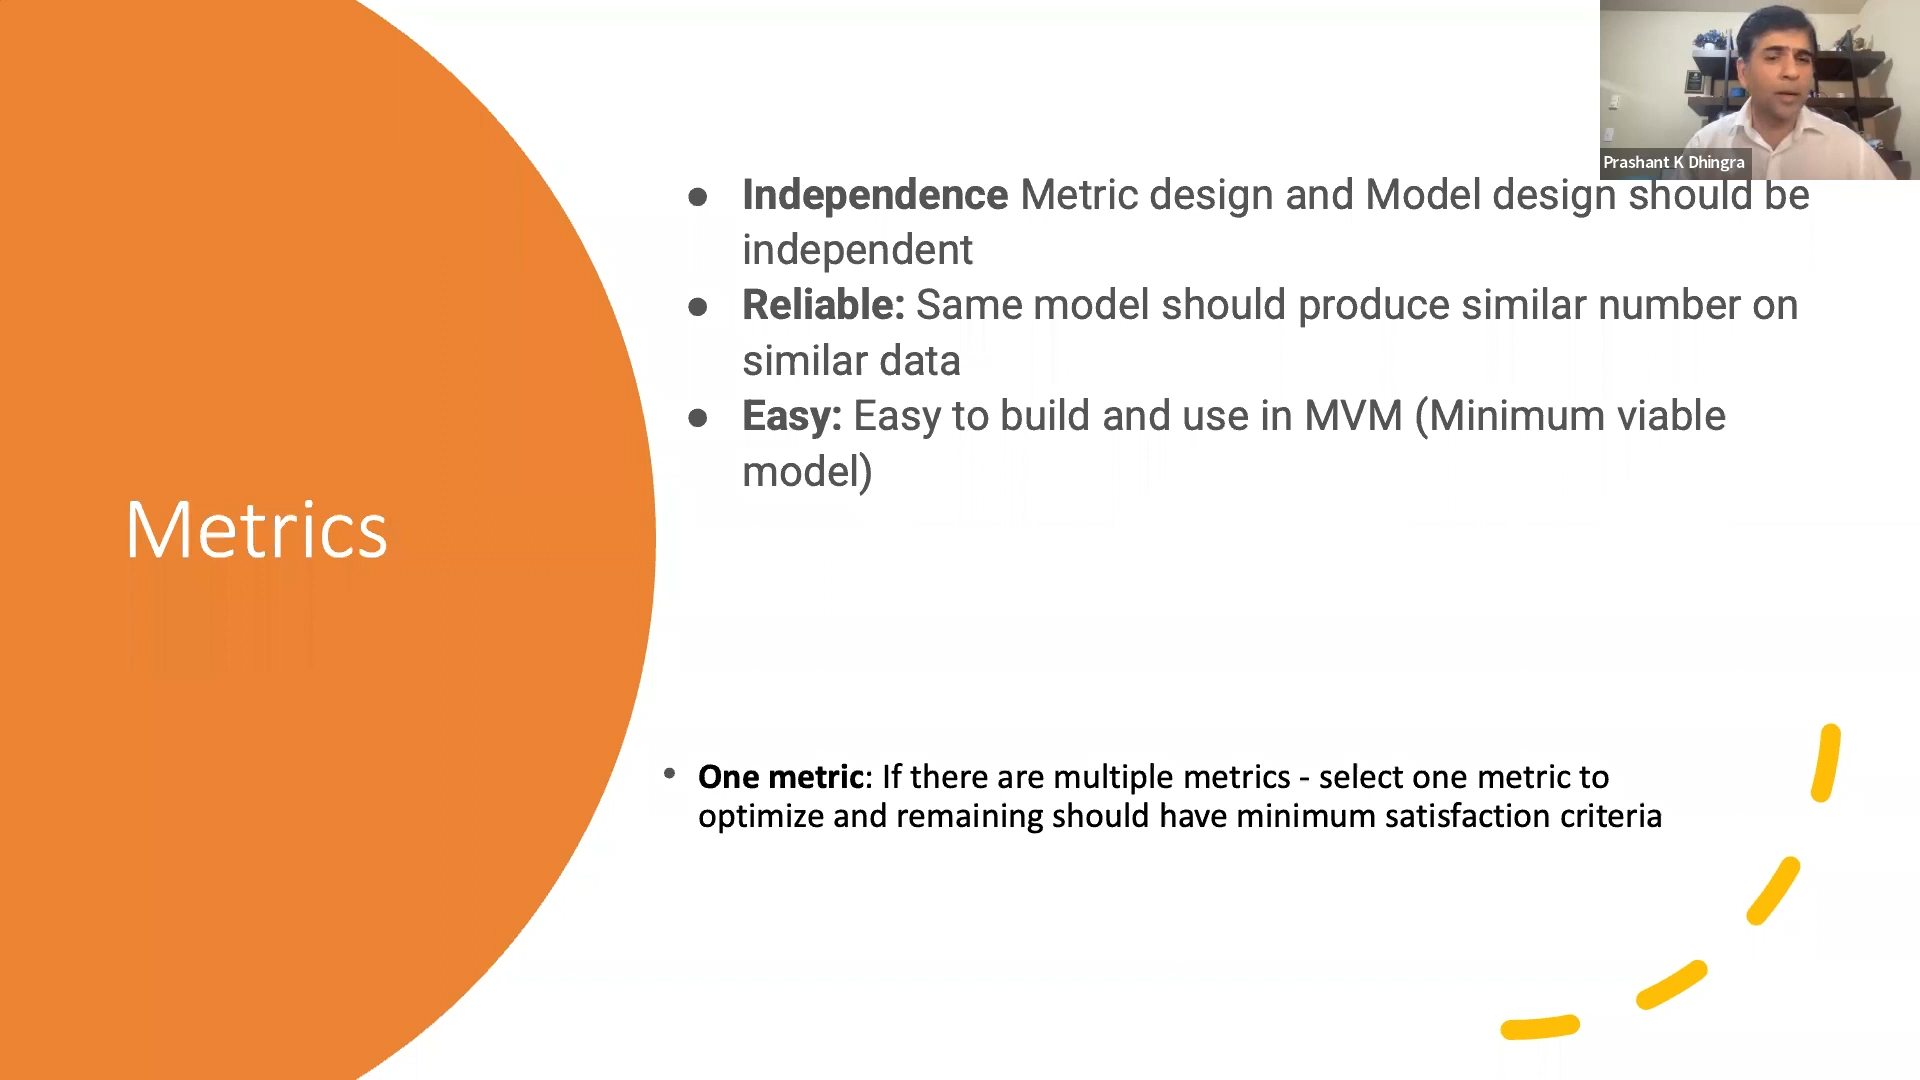 Prashant K Dhingra
Metrics
● Independence Metric design and Model design should be
independent
● Reliable: Same model should produce similar number on
similar data
● Easy: Easy to build and use in MVM (Minimum viable
model)
• One metric: If there are multiple metrics - select one metric to
optimize and remaining should have minimum satisfaction criteria